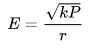 E = √(kP) / r